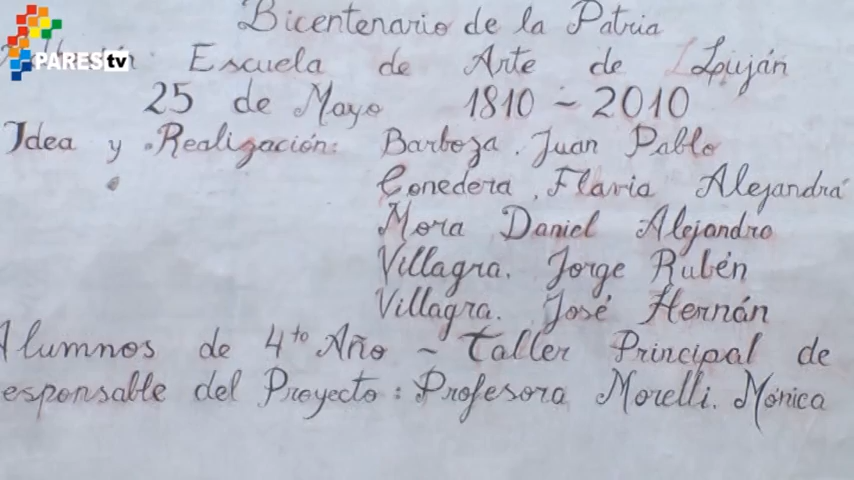 Bicentenario de la Patria
PARES tv
Escuela de Arte de Luján
25 de Mayo 1810 - 2010
Idea y Realización: Barboza, Juan Pablo
Conedera, Flavia Alejandra
Mora Daniel Alejandro
Villagra, Jorge Rubén
Villagra, José Hernán
Alumnos de 4to Año - Taller Principal de
esponsable del Proyecto: Profesora Morelli, Mónica